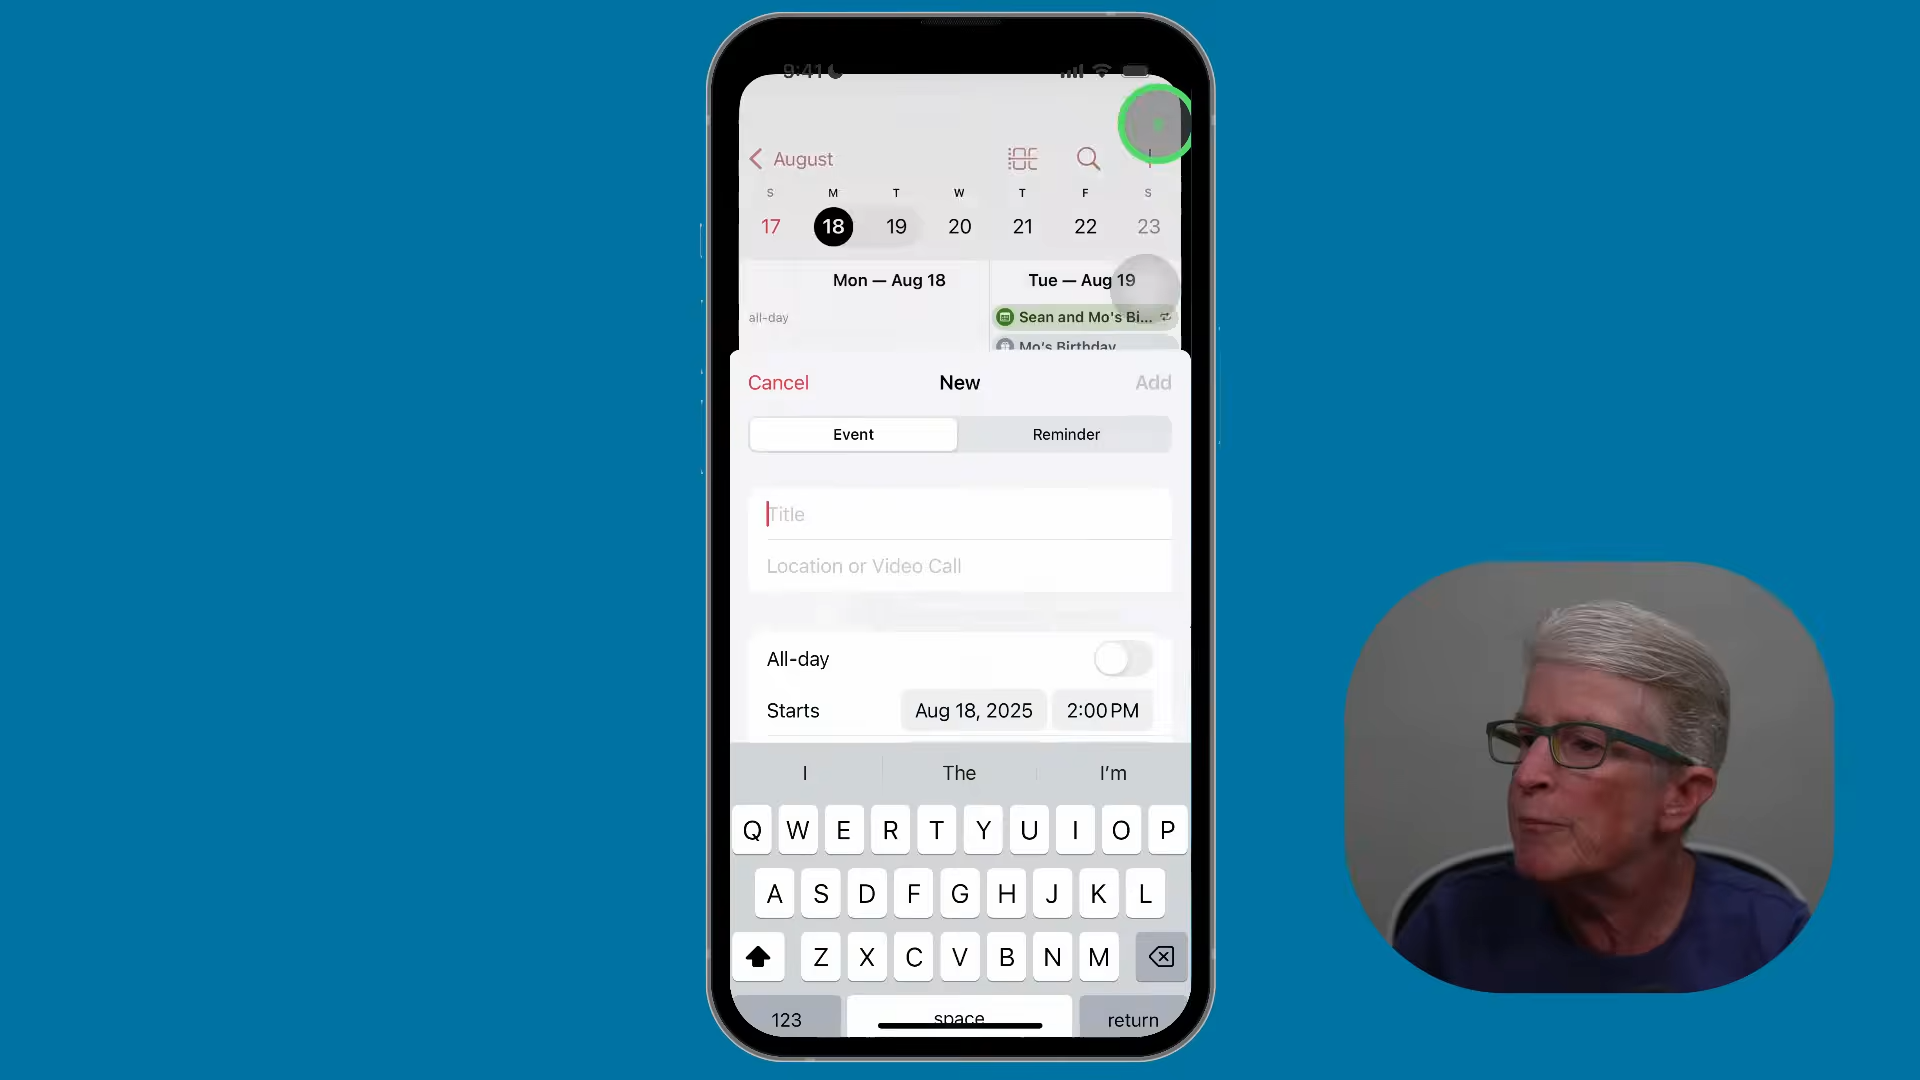 9:41
August
S M T W T F S
17 18 19 20 21 22 23
Mon — Aug 18 Tue — Aug 19
all-day Sean and Mo's Bi...
Mo's Birthday
Cancel New Add
Event Reminder
Title
Location or Video Call
All-day
Starts Aug 18, 2025 2:00 PM
I The I'm
Q W E R T Y U I O P
A S D F G H J K L
Z X C V B N M
123 space return